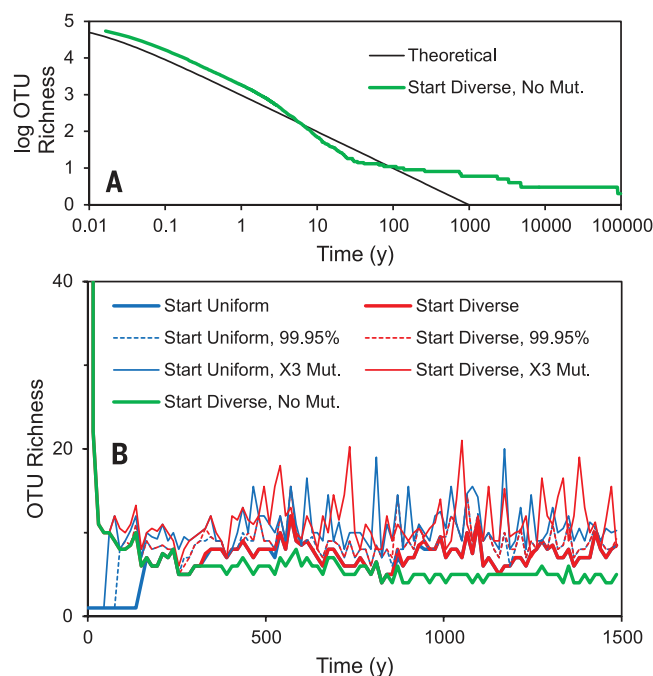 5
4
3
2
1
0
log OTU
Richness
Theoretical
Start Diverse, No Mut.
A
0.01 0.1 1 10 100 1000 10000 100000
Time (y)
40
20
0
OTU Richness
Start Uniform Start Diverse
Start Uniform, 99.95% Start Diverse, 99.95%
Start Uniform, X3 Mut. Start Diverse, X3 Mut.
Start Diverse, No Mut.
B
0 500 1000 1500
Time (y)